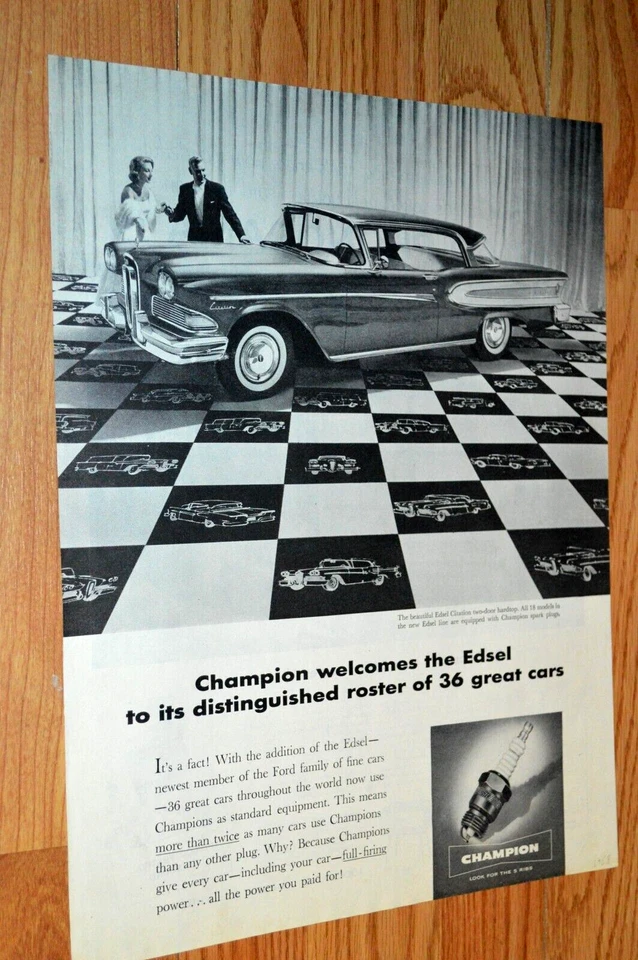 The beautiful Edsel Citation two-door hardtop. All 18 models in
the new Edsel line are equipped with Champion spark plugs.
Champion welcomes the Edsel
to its distinguished roster of 36 great cars
It's a fact! With the addition of the Edsel—
newest member of the Ford family of fine cars
—36 great cars throughout the world now use
Champions as standard equipment. This means
more than twice as many cars use Champions
than any other plug. Why? Because Champions
give every car—including your car—full-firing
power . . . all the power you paid for!
CHAMPION
LOOK FOR THE 5 RIBS